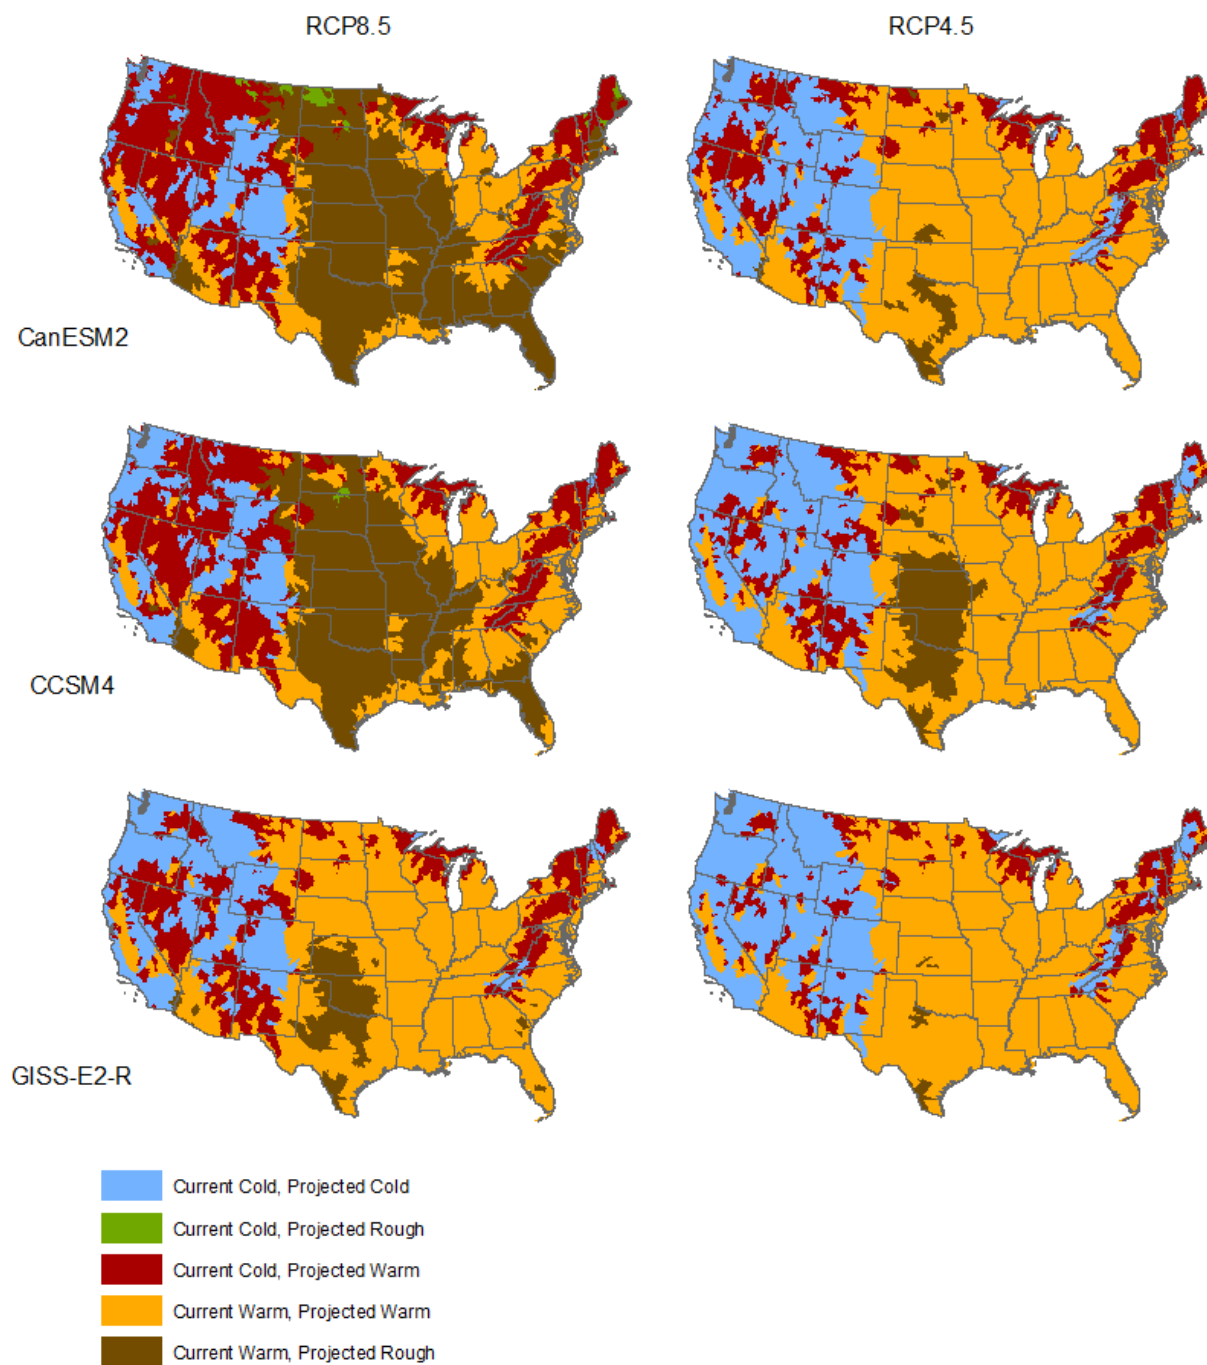 RCP8.5
RCP4.5
CanESM2
CCSM4
GISS-E2-R
Current Cold, Projected Cold
Current Cold, Projected Rough
Current Cold, Projected Warm
Current Warm, Projected Warm
Current Warm, Projected Rough